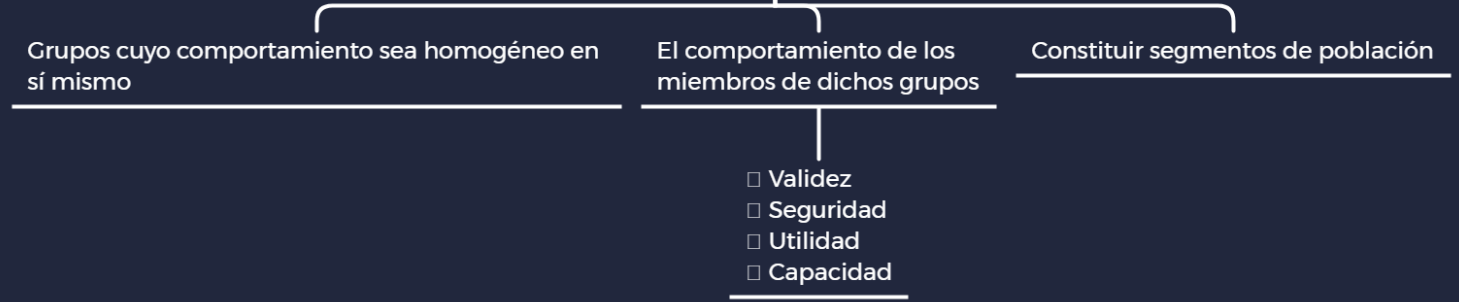 Grupos cuyo comportamiento sea homogéneo en
sí mismo
El comportamiento de los
miembros de dichos grupos
Constituir segmentos de población
Validez
Seguridad
Utilidad
Capacidad